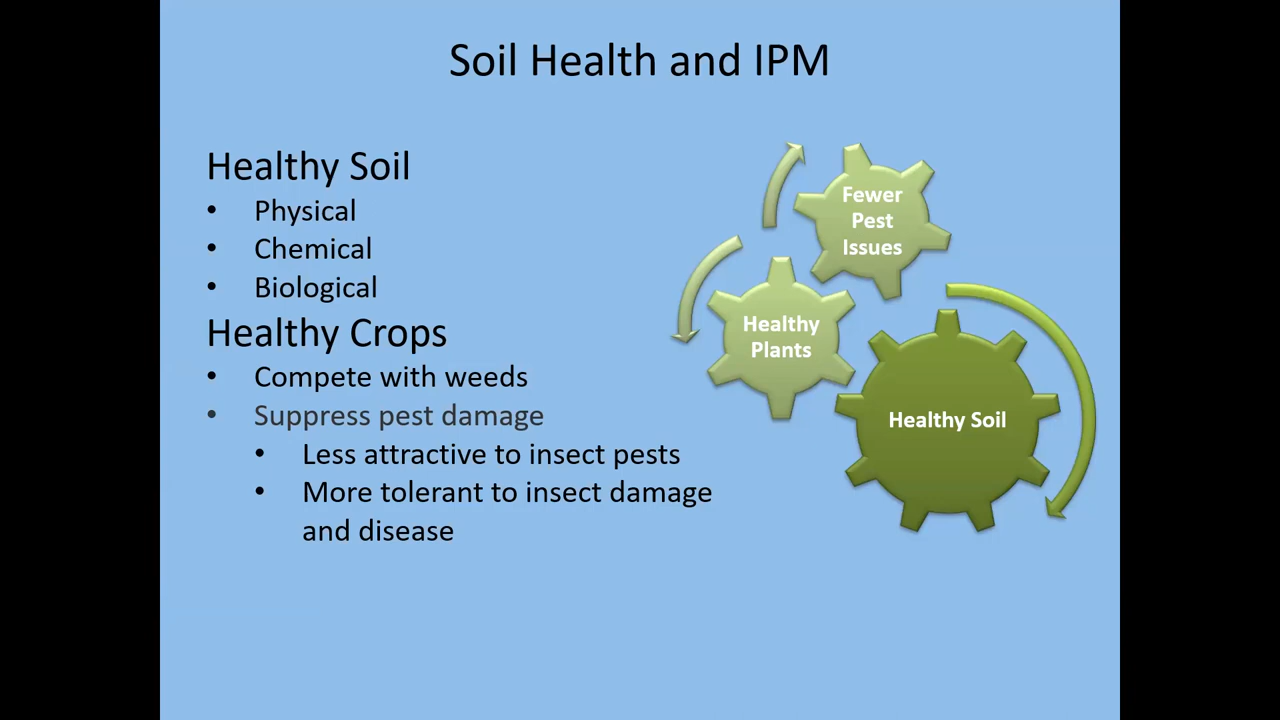 Soil Health and IPM
Healthy Soil
• Physical
• Chemical
• Biological
Healthy Crops
• Compete with weeds
• Suppress pest damage
• Less attractive to insect pests
• More tolerant to insect damage
and disease
Fewer
Pest
Issues
Healthy
Plants
Healthy Soil